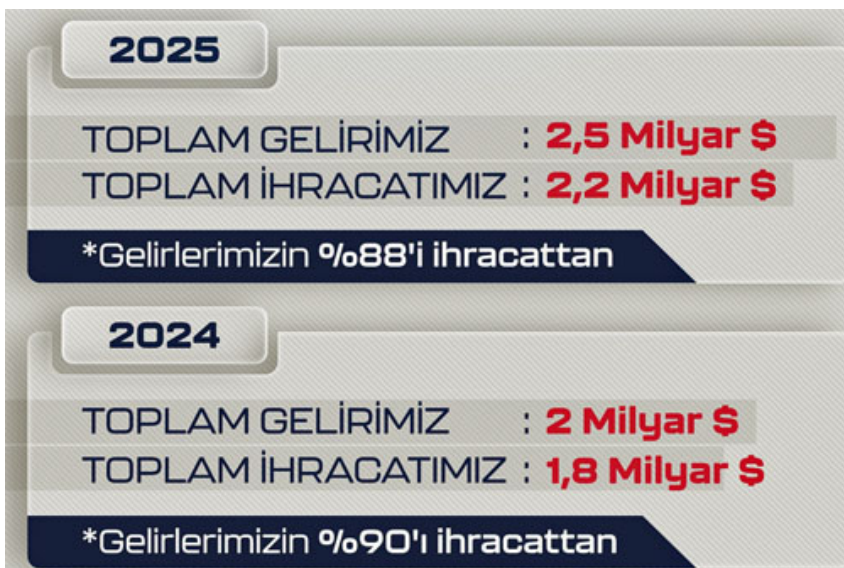 2025
TOPLAM GELİRİMİZ : 2,5 Milyar $
TOPLAM İHRACATIMIZ : 2,2 Milyar $
*Gelirlerimizin %88'i ihracattan
2024
TOPLAM GELİRİMİZ : 2 Milyar $
TOPLAM İHRACATIMIZ : 1,8 Milyar $
*Gelirlerimizin %90'ı ihracattan